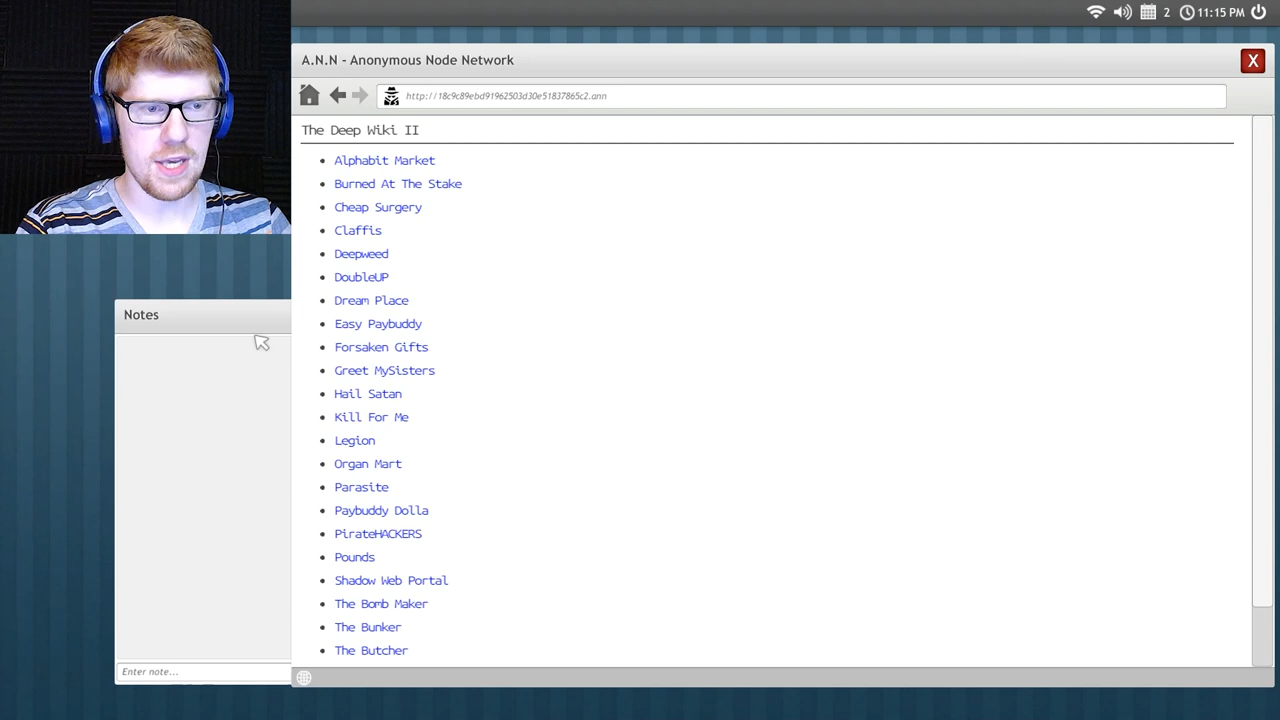 2
11:15 PM
A.N.N - Anonymous Node Network
X
http://18c9c89ebd91962503d30e51837865c2.ann
The Deep Wiki II
Alphabit Market
Burned At The Stake
Cheap Surgery
Claffis
Deepweed
DoubleUP
Dream Place
Easy Paybuddy
Forsaken Gifts
Greet MySisters
Hail Satan
Kill For Me
Legion
Organ Mart
Parasite
Paybuddy Dolla
PirateHACKERS
Pounds
Shadow Web Portal
The Bomb Maker
The Bunker
The Butcher
Notes
Enter note...